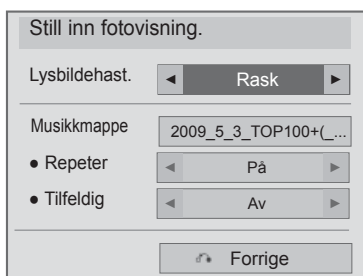 Still inn fotovisning.
Lysbildehast. ◄ Rask ►
Musikkmappe 2009_5_3_TOP100+(_...
● Repeter ◄ På ►
● Tilfeldig ◄ Av ►
Forrige